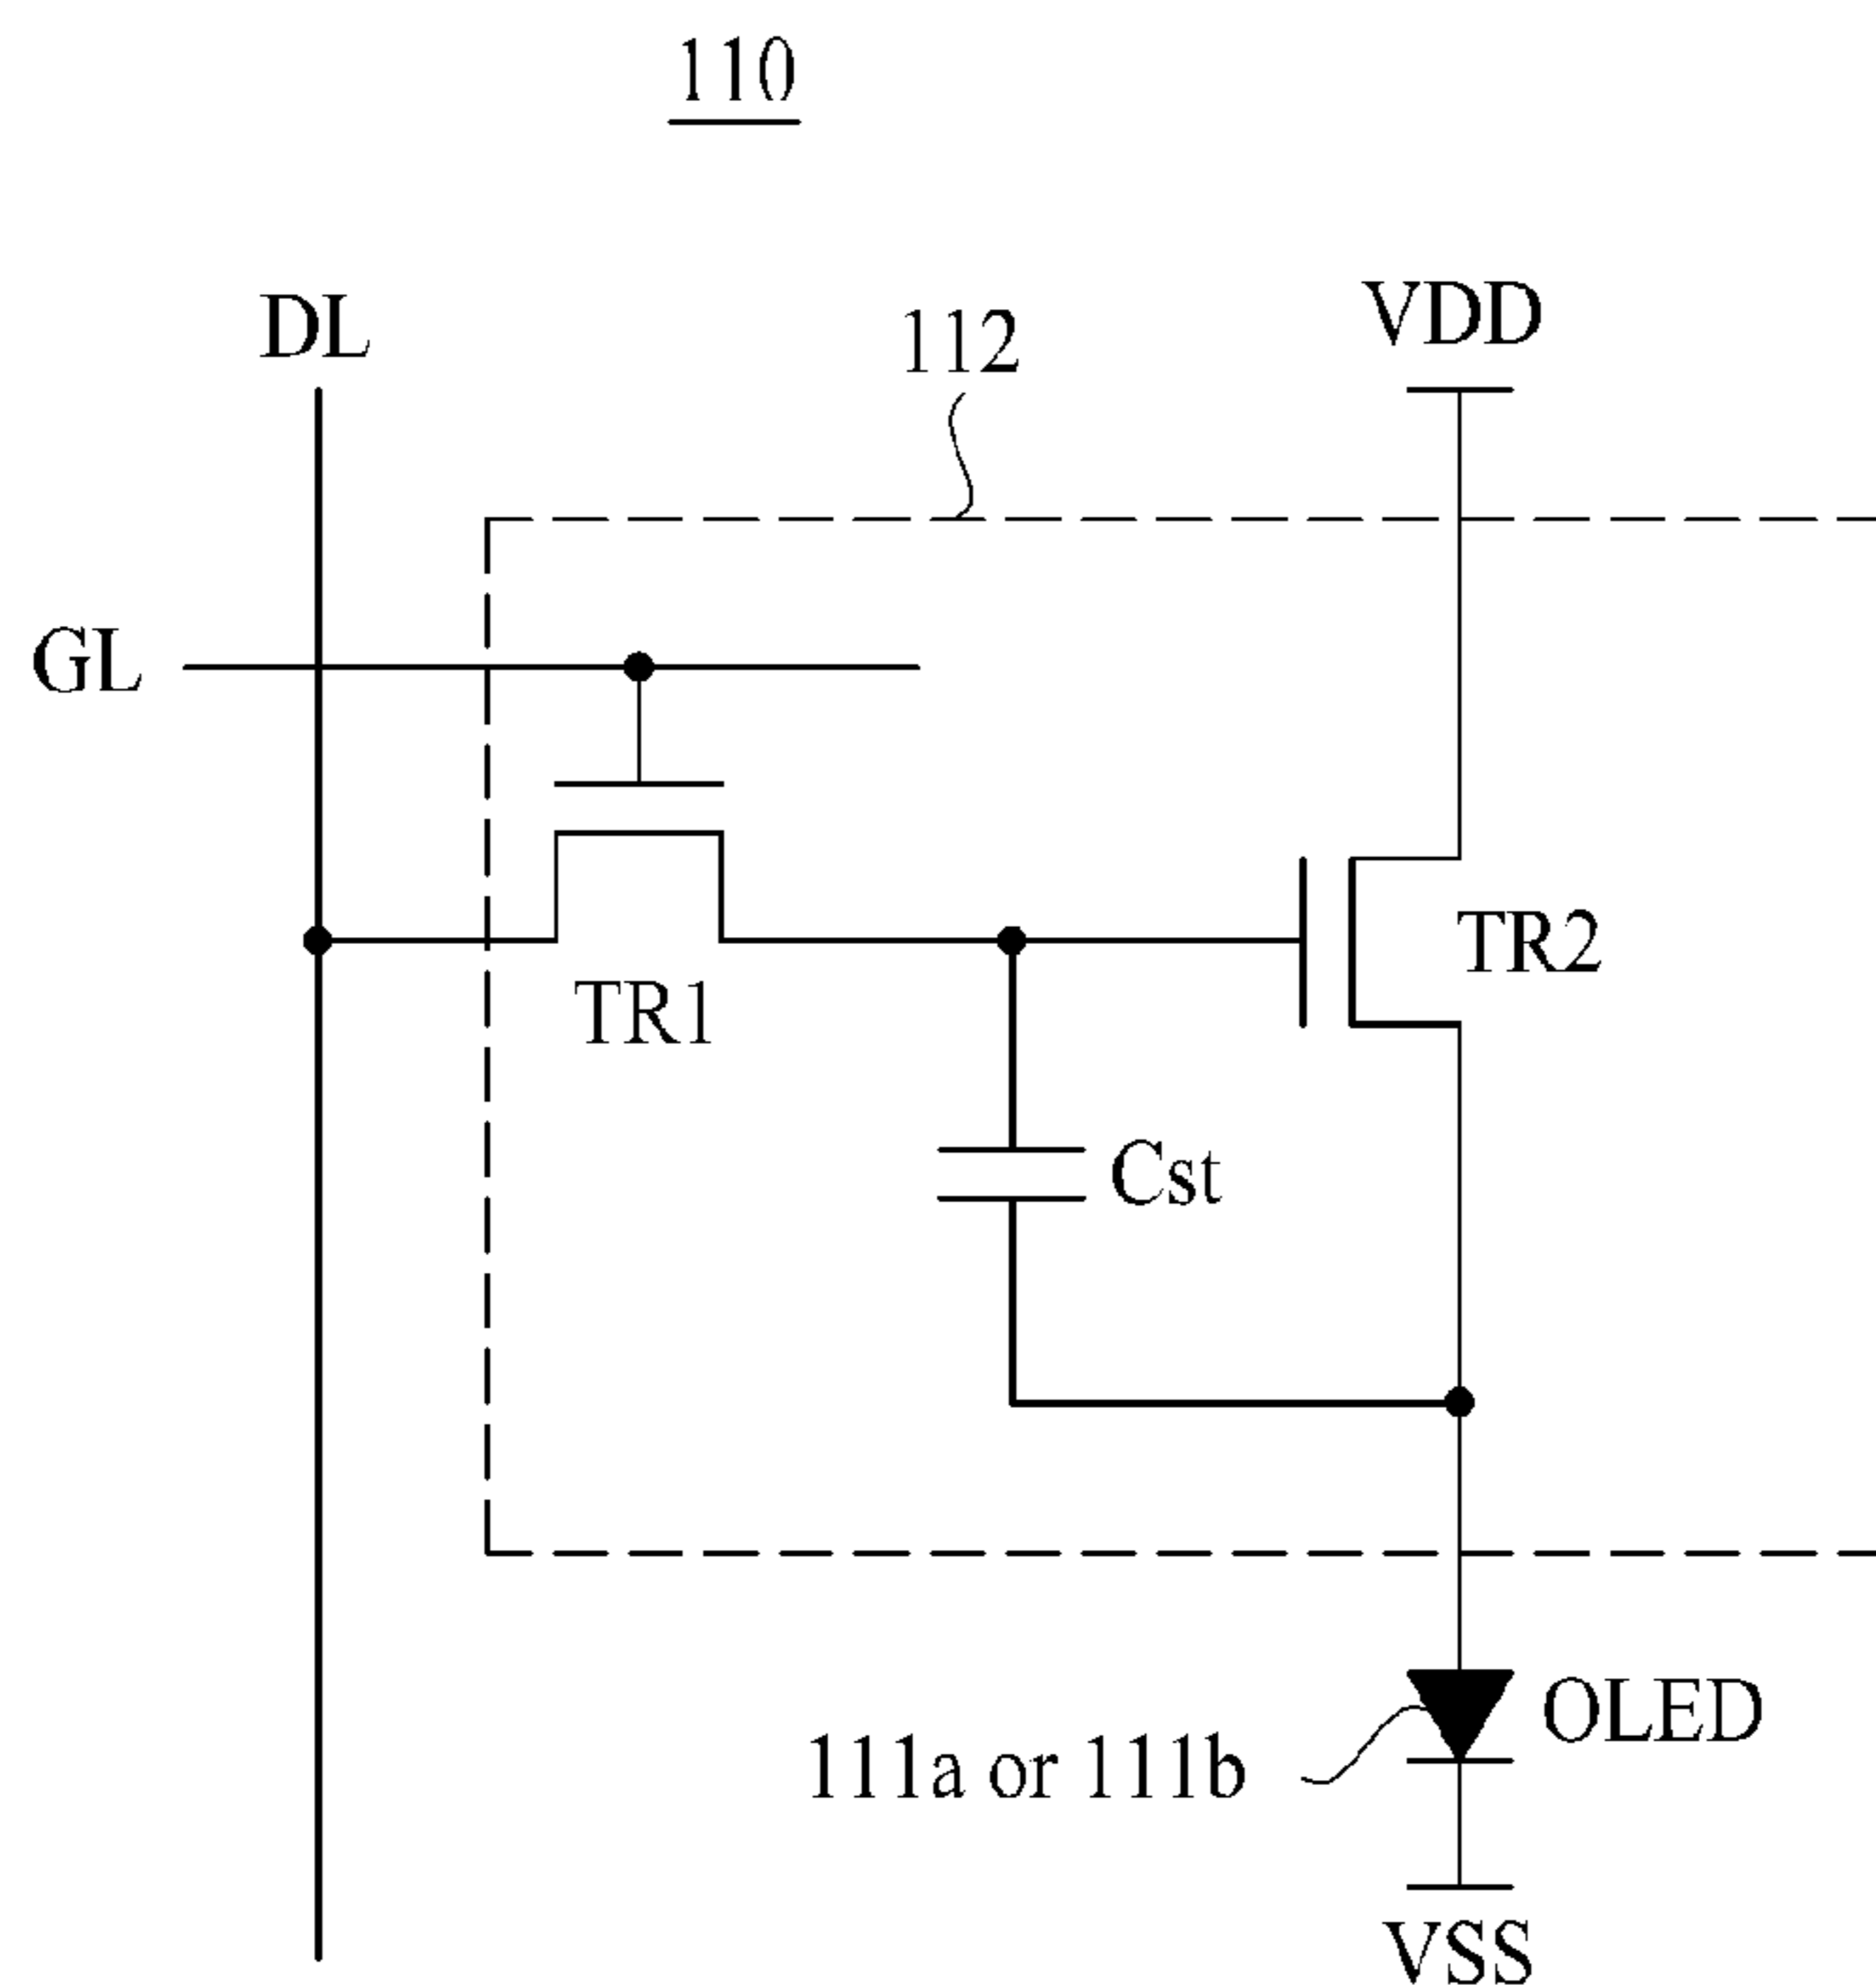 110
DL
112
VDD
GL
TR2
TR1
Cst
OLED
111a or 111b
VSS